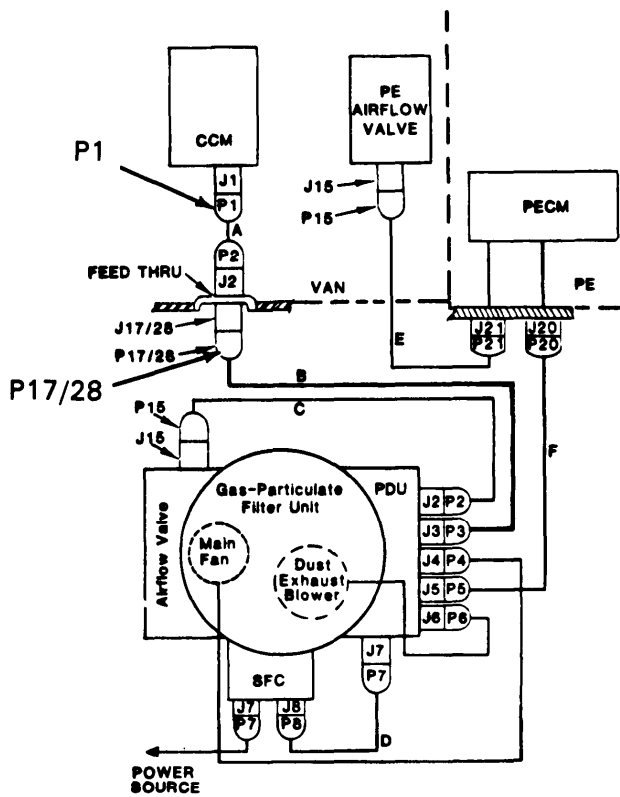 CCM
PE
AIRFLOW
VALVE
P1
J1
P1
J15
P15
PECM
A
P2
J2
FEED THRU
VAN
PE
J17/28
P17/28
P17/28
J21
P21
J20
P20
E
B
C
F
P15
J15
Gas-Particulate
Filter Unit
PDU
Airflow Valve
Main
Fan
Dust
Exhaust
Blower
J2 P2
J3 P3
J4 P4
J5 P5
J6 P6
J7
P7
SFC
J7
P7
J8
P8
D
POWER
SOURCE